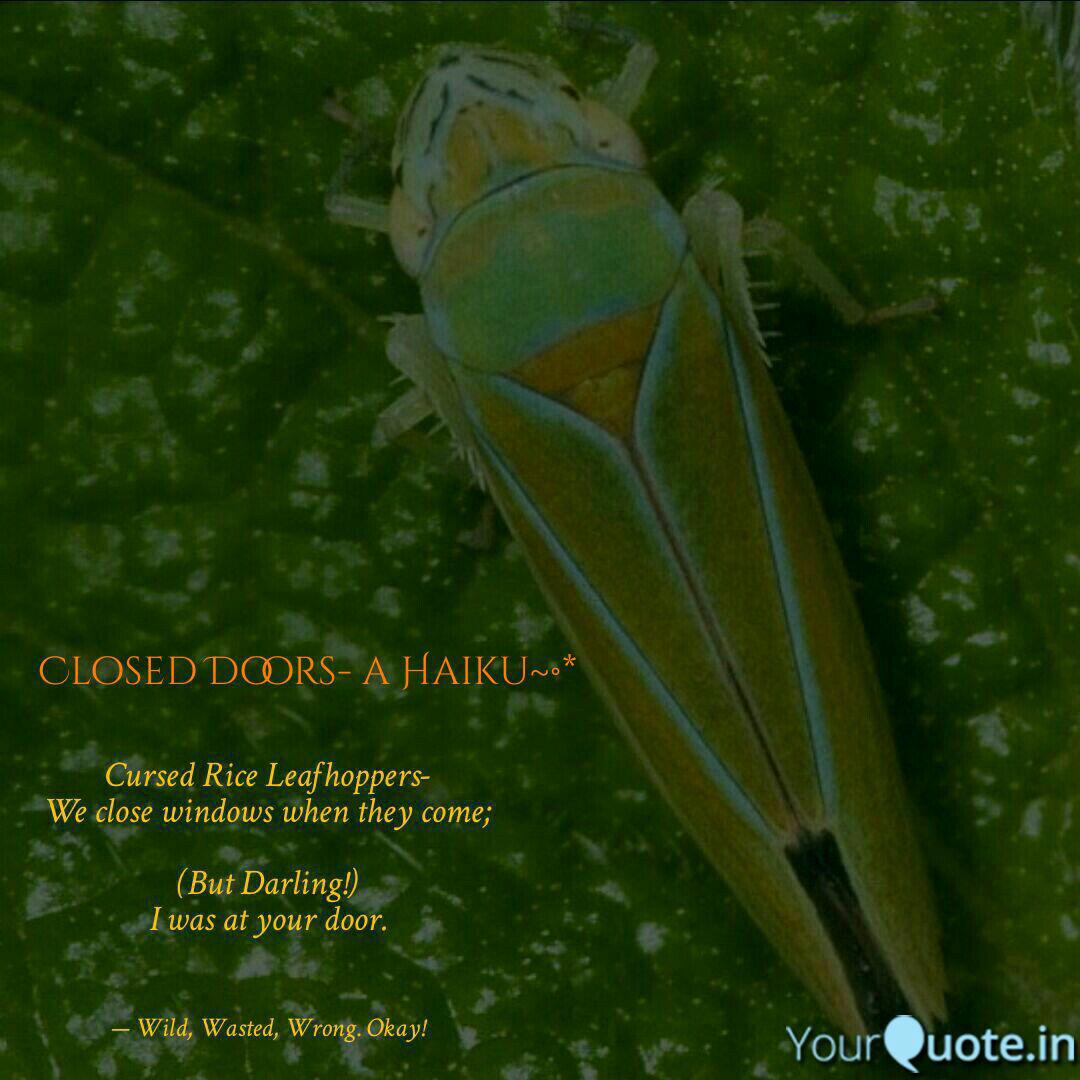 Closed Doors- a Haiku~°*
Cursed Rice Leafhoppers-
We close windows when they come;
(But Darling!)
I was at your door.
— Wild, Wasted, Wrong. Okay!
YourQuote.in